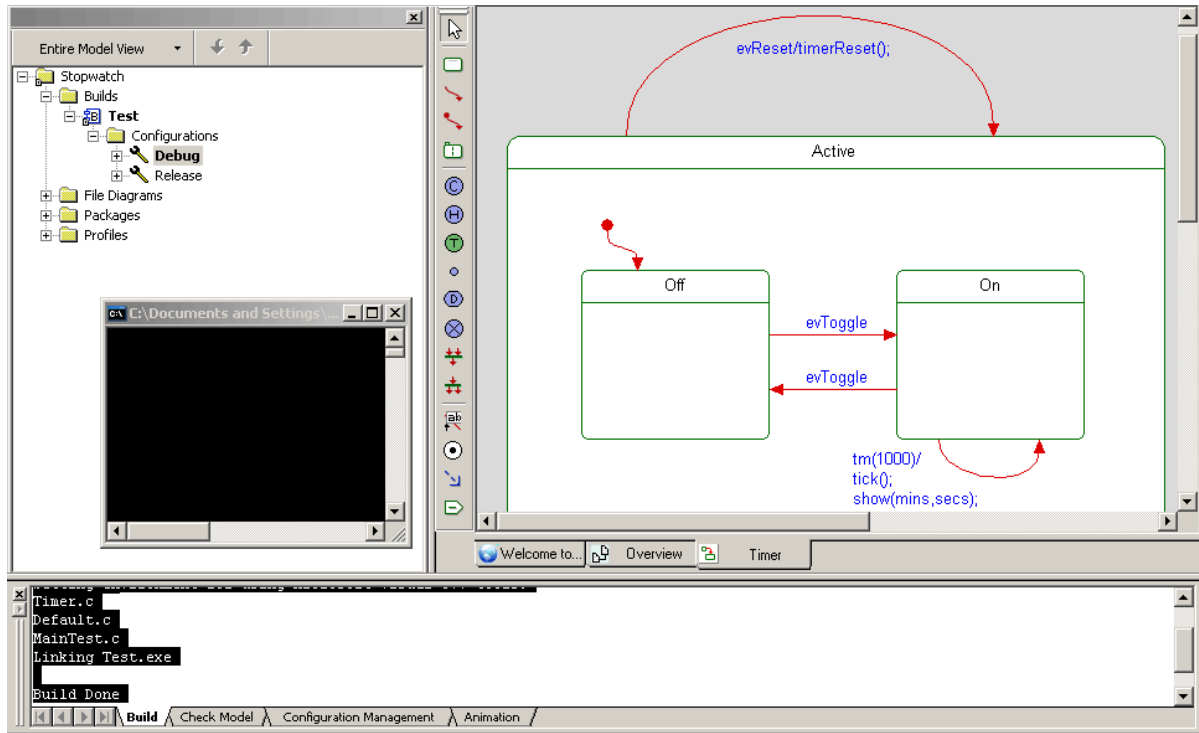 Entire Model View
Stopwatch
Builds
Test
Configurations
Debug
Release
File Diagrams
Packages
Profiles
C:\Documents and Settings\...
evReset/timerReset();
Active
Off
On
evToggle
evToggle
tm(1000)/
tick();
show(mins,secs);
Welcome to...
Overview
Timer
Timer.c
Default.c
MainTest.c
Linking Test.exe
Build Done
Build
Check Model
Configuration Management
Animation